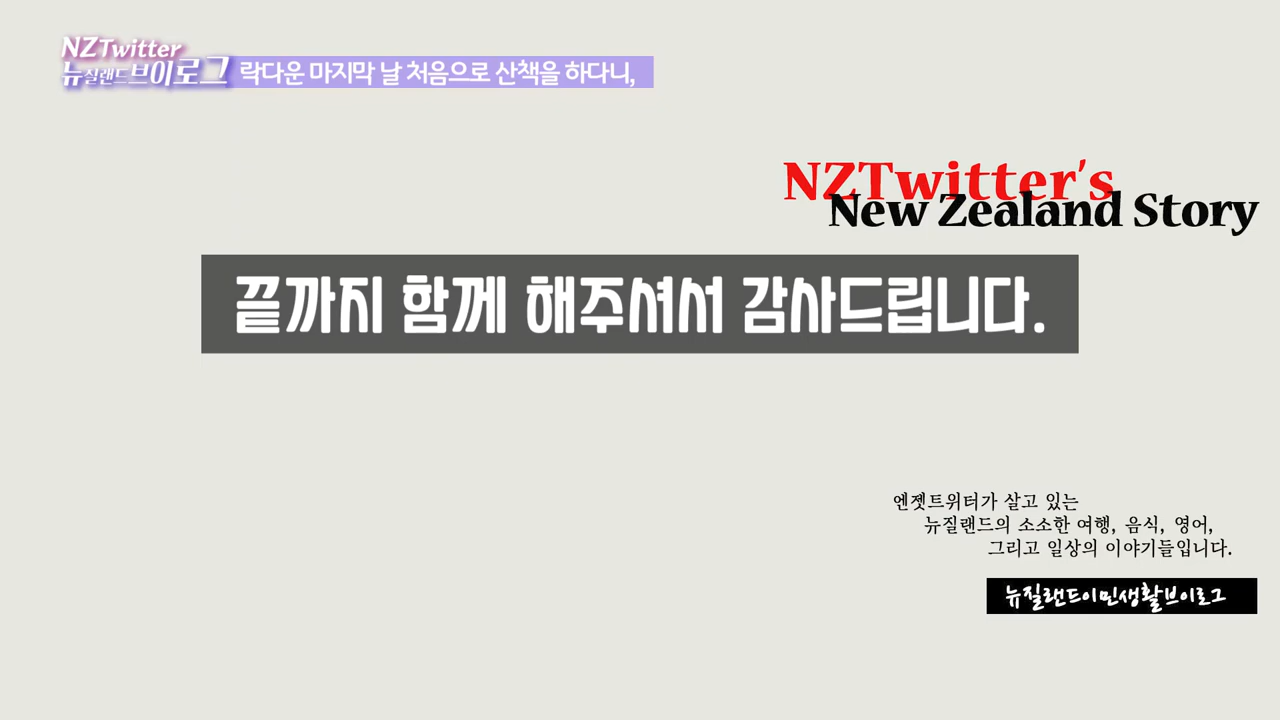 NZTwitter
뉴질랜드브이로그 락다운 마지막 날 처음으로 산책을 하다니,
NZTwitter's
New Zealand Story
끝까지 함께 해주셔서 감사드립니다.
엔젯트위터가 살고 있는
뉴질랜드의 소소한 여행, 음식, 영어,
그리고 일상의 이야기들입니다.
뉴질랜드이민생활브이로그